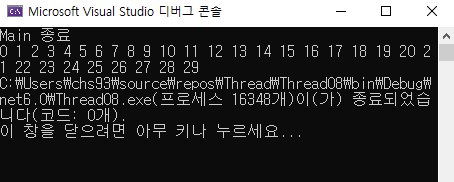 Microsoft Visual Studio 디버그 콘솔
Main 종료
0 1 2 3 4 5 6 7 8 9 10 11 12 13 14 15 16 17 18 19 20 2
1 22 23 24 25 26 27 28 29
C:₩Users₩chs93₩source₩repos₩Thread₩Thread08₩bin₩Debug₩
net6.0₩Thread08.exe(프로세스 16348개)이(가) 종료되었습
니다(코드: 0개).
이 창을 닫으려면 아무 키나 누르세요...